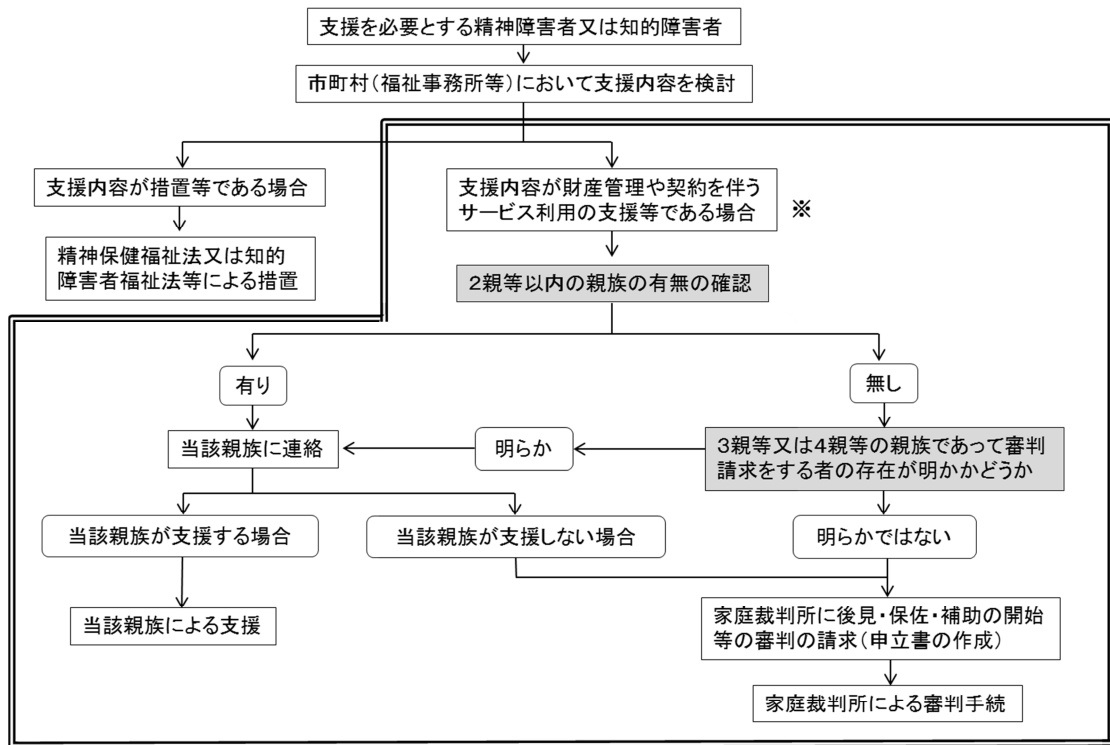 支援を必要とする精神障害者又は知的障害者
市町村(福祉事務所等)において支援内容を検討
支援内容が措置等である場合
支援内容が財産管理や契約を伴う
サービス利用の支援等である場合
※
精神保健福祉法又は知的
障害者福祉法等による措置
2親等以内の親族の有無の確認
有り
無し
当該親族に連絡
明らか
3親等又は4親等の親族であって審判
請求をする者の存在が明かかどうか
当該親族が支援する場合
当該親族が支援しない場合
明らかではない
当該親族による支援
家庭裁判所に後見・保佐・補助の開始
等の審判の請求(申立書の作成)
家庭裁判所による審判手続